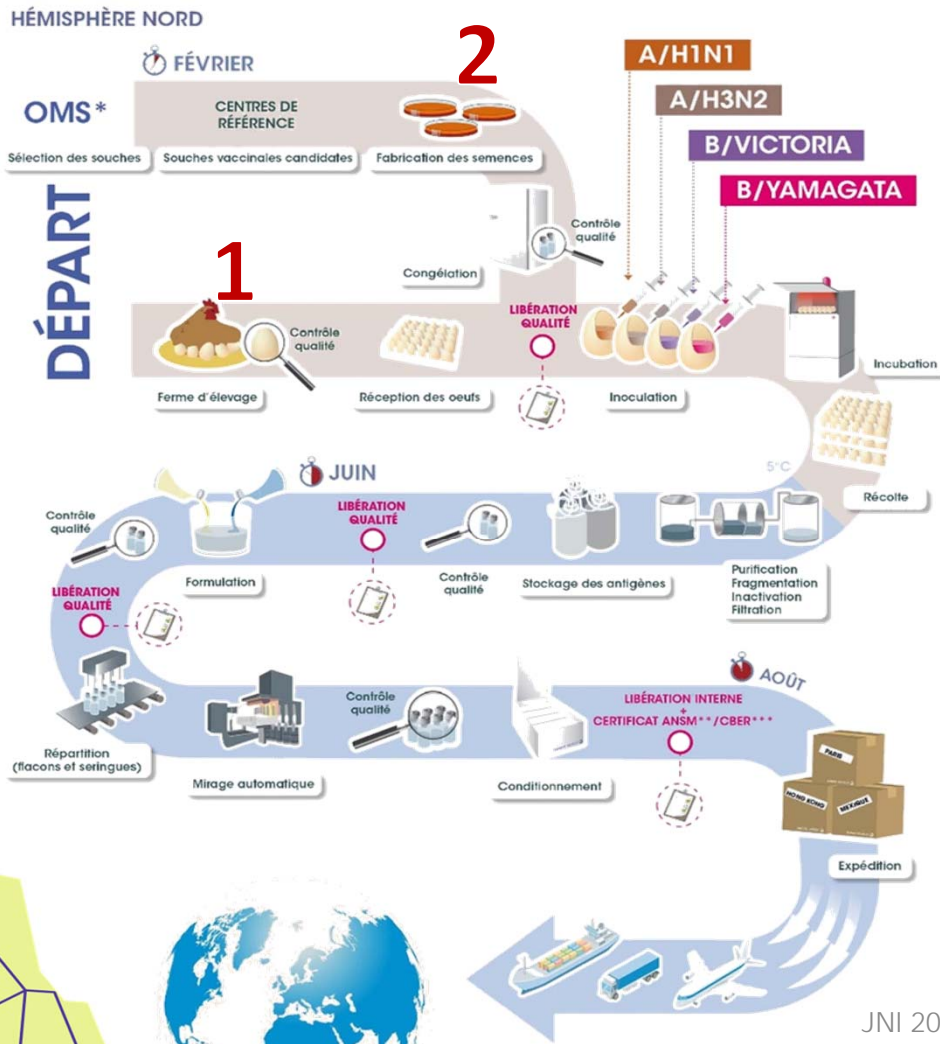 HÉMISPHÈRE NORD
FÉVRIER
2
OMS*
CENTRES DE
RÉFÉRENCE
Sélection des souches
Souches vaccinales candidates
Fabrication des semences
A/H1N1
A/H3N2
B/VICTORIA
B/YAMAGATA
DÉPART
Congélation
Contrôle
qualité
1
Contrôle
qualité
LIBÉRATION
QUALITÉ
Ferme d'élevage
Réception des oeufs
Inoculation
Incubation
Récolte
5°C
JUIN
Contrôle
qualité
Formulation
LIBÉRATION
QUALITÉ
Contrôle
qualité
Stockage des antigènes
Purification
Fragmentation
Inactivation
Filtration
LIBÉRATION
QUALITÉ
Répartition
(flacons et seringues)
Mirage automatique
Contrôle
qualité
Conditionnement
AOÛT
LIBÉRATION INTERNE
+
CERTIFICAT ANSM**/CBER***
PARIS
HONG KONG
MEXIQUE
Expédition
JNI 20